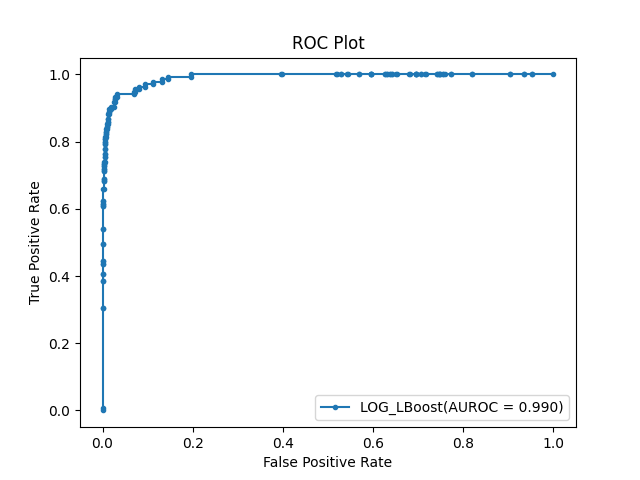 ROC Plot
1.0
0.8
0.6
0.4
0.2
0.0
True Positive Rate
LOG_LBoost(AUROC = 0.990)
0.0 0.2 0.4 0.6 0.8 1.0
False Positive Rate